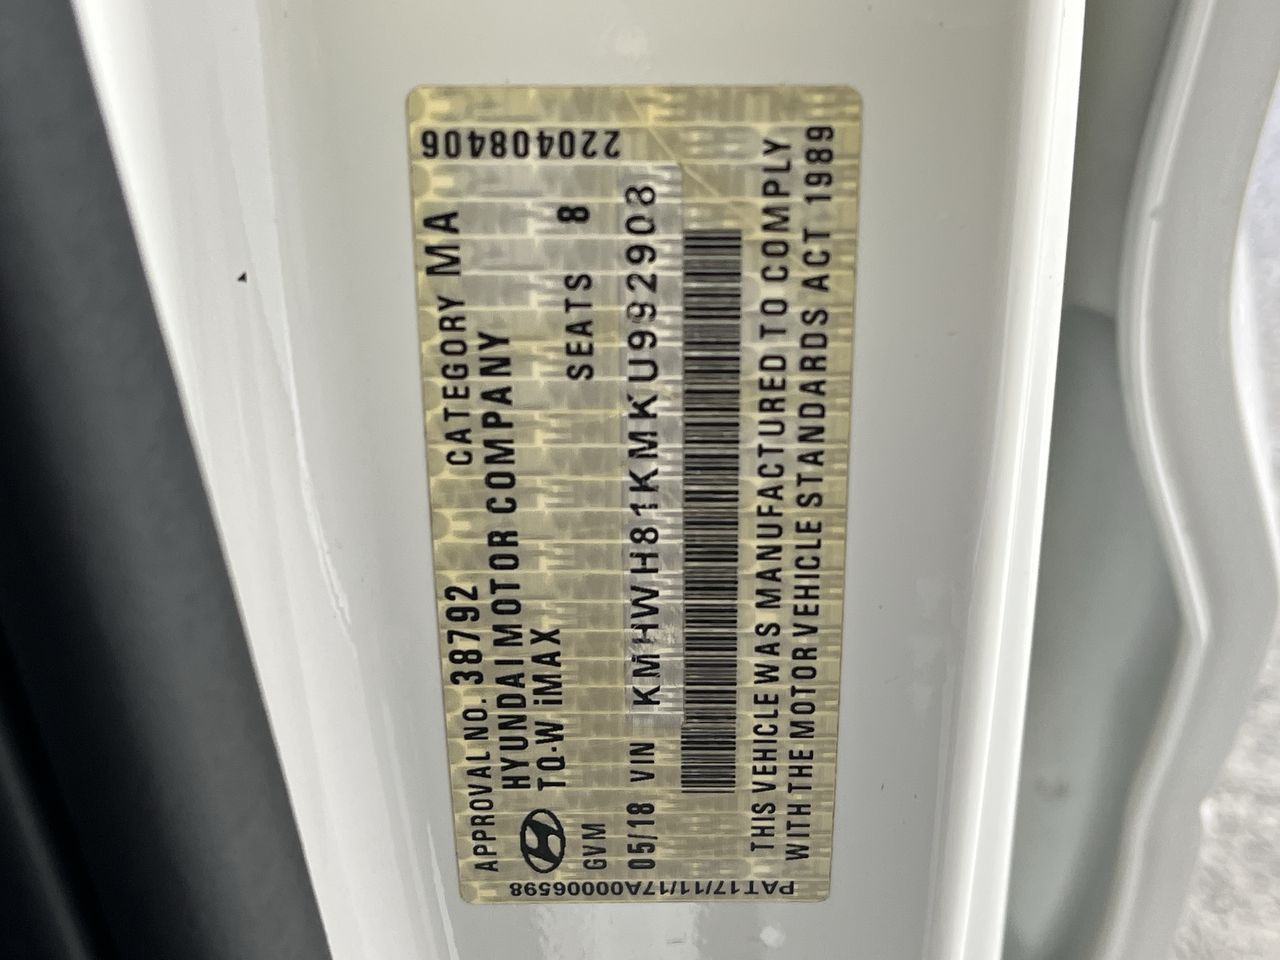 APPROVAL NO. 38792 CATEGORY MA
HYUNDAI MOTOR COMPANY
TQ-W iMAX
GVM SEATS 8
05/18 VIN KMHWH81KMKU992908
THIS VEHICLE WAS MANUFACTURED TO COMPLY
WITH THE MOTOR VEHICLE STANDARDS ACT 1989
220408406
PAT17/11/17A00006598